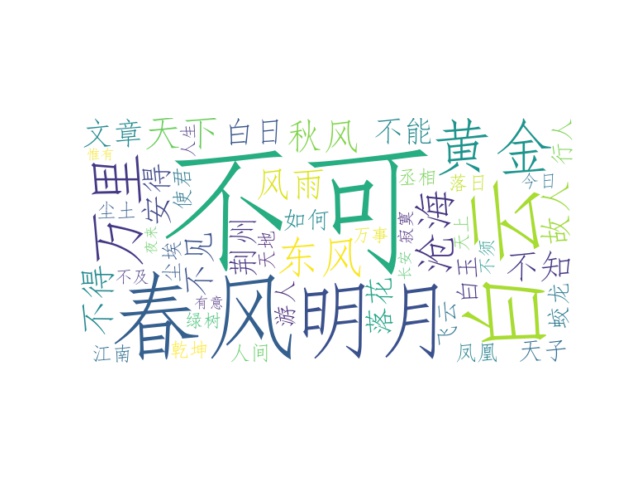 文章
天下
人生
白日
秋风
不能
黄金
行人
谁有
万里
安得
使君
不可
风雨
丞相
落日
今日
故人
尘土
如何
沧海
白云
夜来
尘埃
不见
荆州
天地
东风
万事
寂寞
天上
不得
不及
长安
白玉
不须
不知
春风
明月
有意
绿树
游人
落花
飞云
蛟龙
江南
乾坤
人间
凤凰
天子